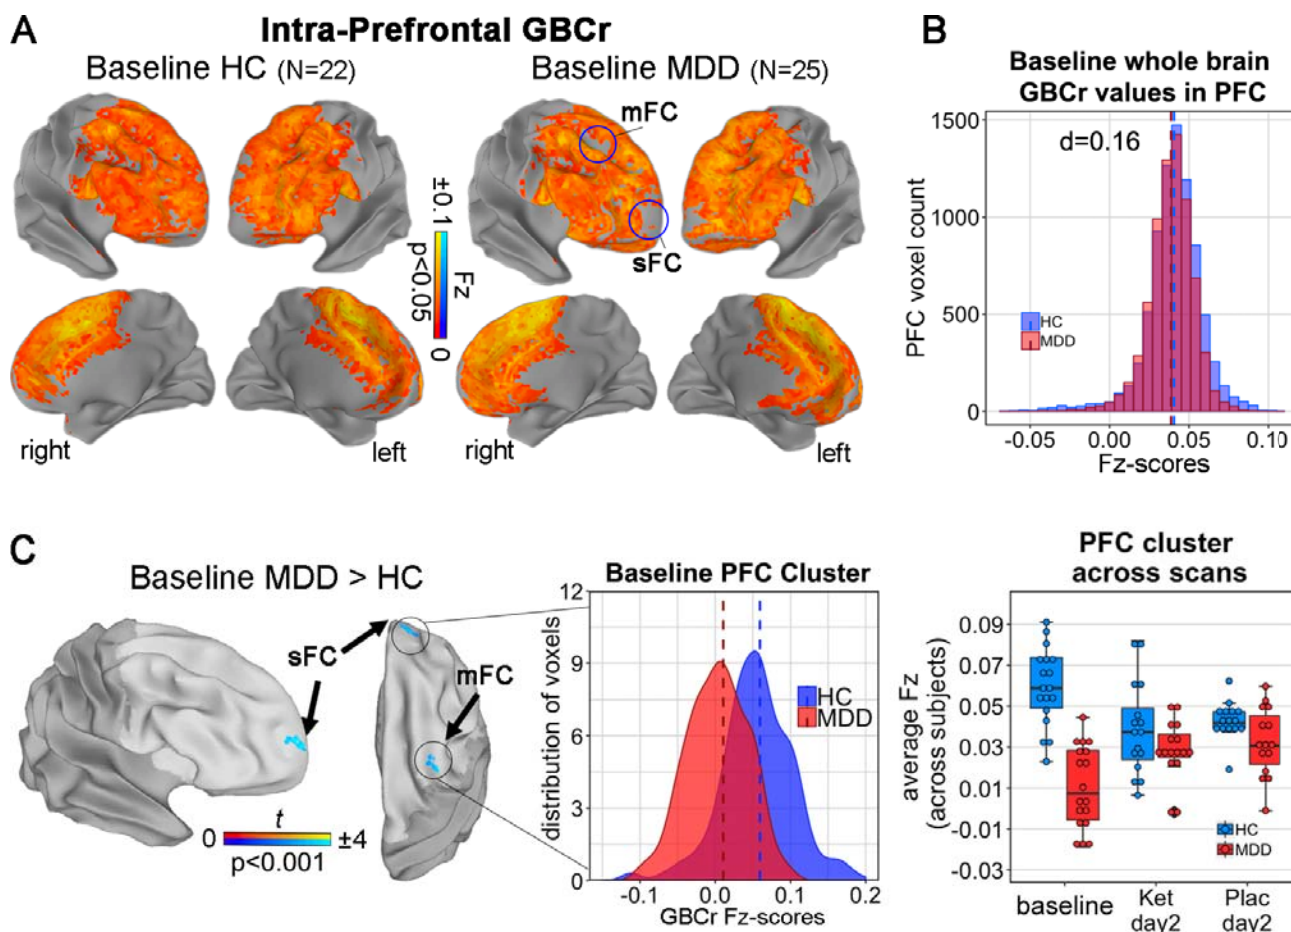 A
Intra-Prefrontal GBCr
Baseline HC (N=22)
Baseline MDD (N=25)
mFC
sFC
±0.1
p<0.05
0
Fz
right
left
right
left
B
Baseline whole brain
GBCr values in PFC
d=0.16
PFC voxel count
1500
1000
500
0
HC
MDD
-0.05
0.00
0.05
0.10
Fz-scores
C
Baseline MDD > HC
sFC
mFC
t
0
±4
p<0.001
Baseline PFC Cluster
distribution of voxels
12
9
6
3
0
HC
MDD
-0.1
0.0
0.1
0.2
GBCr Fz-scores
PFC cluster
across scans
average Fz
(across subjects)
0.09
0.07
0.05
0.03
0.01
-0.01
-0.03
HC
MDD
baseline
Ket
day2
Plac
day2